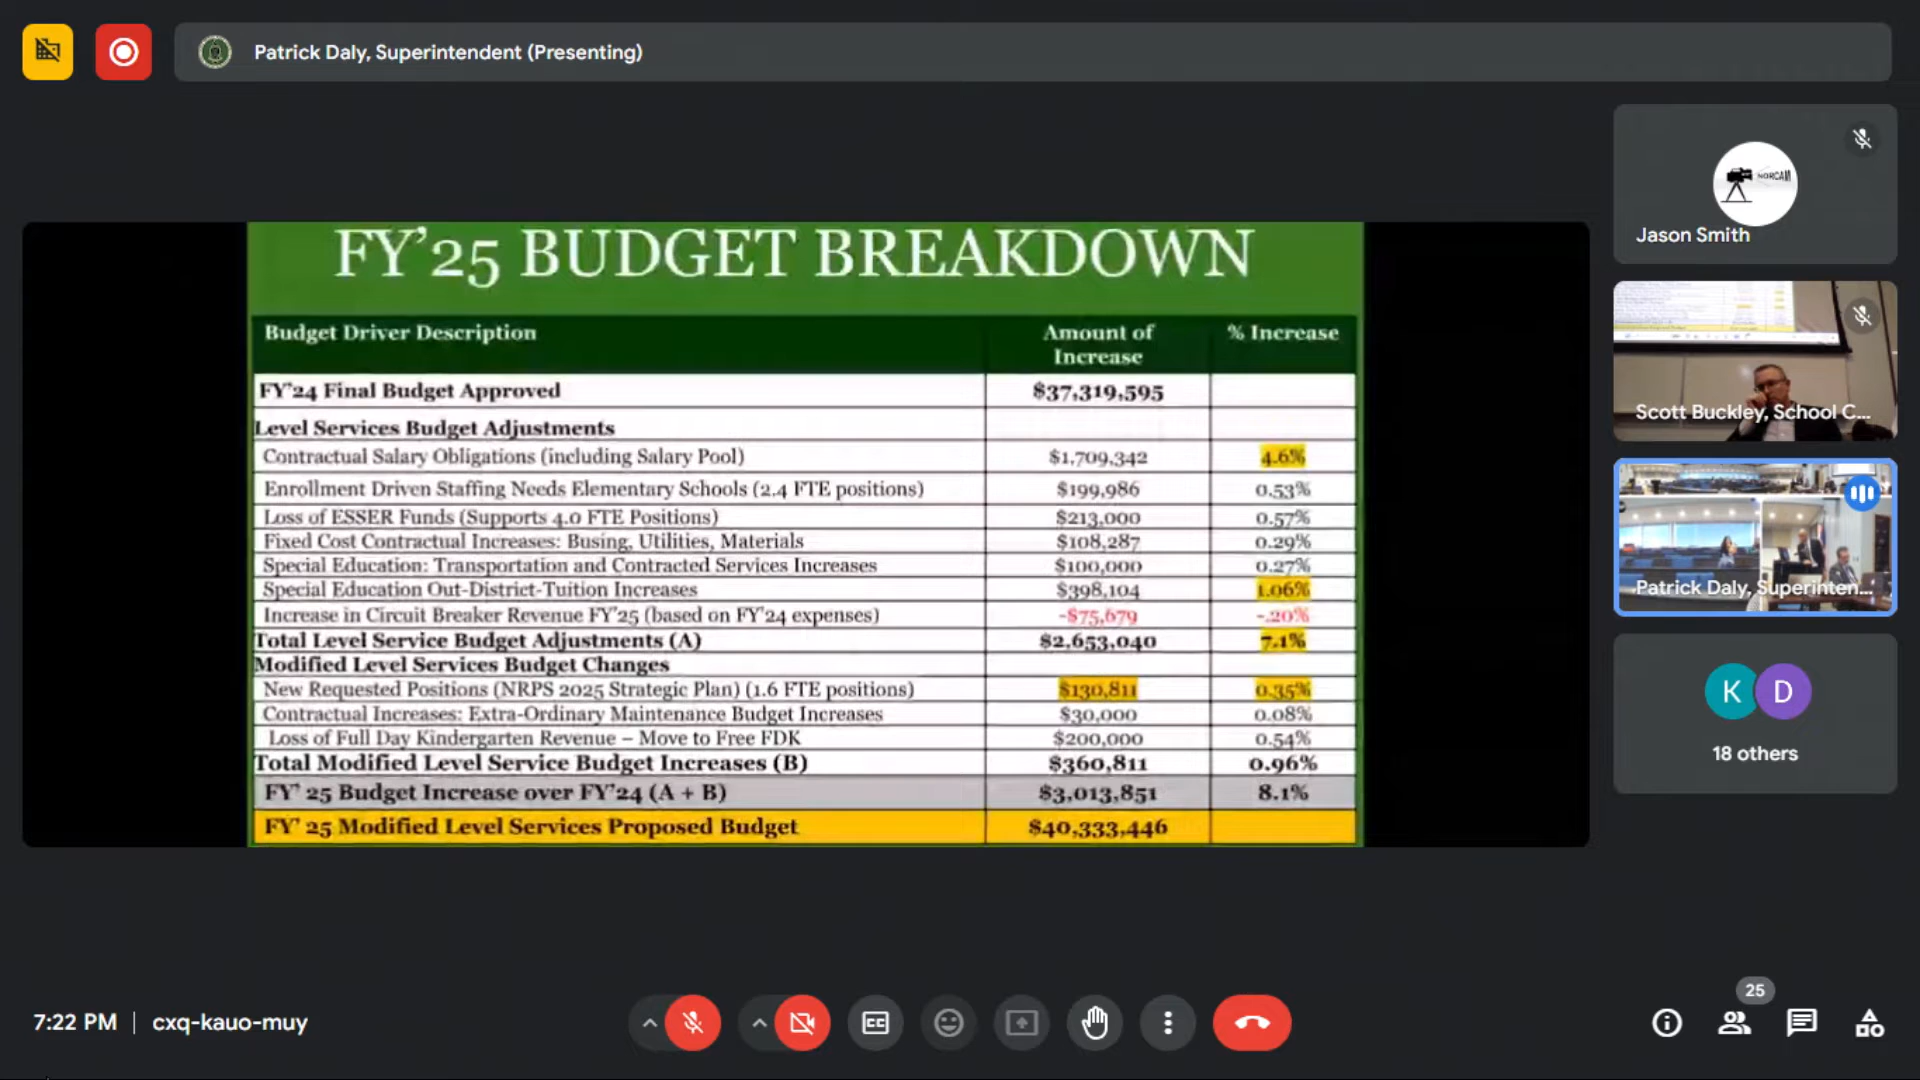 Patrick Daly, Superintendent (Presenting)
FY'25 BUDGET BREAKDOWN
Budget Driver Description Amount of Increase % Increase
FY'24 Final Budget Approved $37,319,595
Level Services Budget Adjustments
Contractual Salary Obligations (including Salary Pool) $1,709,342 4.6%
Enrollment Driven Staffing Needs Elementary Schools (2.4 FTE positions) $199,986 0.53%
Loss of ESSER Funds (Supports 4.0 FTE Positions) $213,000 0.57%
Fixed Cost Contractual Increases: Busing, Utilities, Materials $108,287 0.29%
Special Education: Transportation and Contracted Services Increases $100,000 0.27%
Special Education Out-District-Tuition Increases $398,104 1.06%
Increase in Circuit Breaker Revenue FY'25 (based on FY'24 expenses) -$75,679 -.20%
Total Level Service Budget Adjustments (A) $2,653,040 7.1%
Modified Level Services Budget Changes
New Requested Positions (NRPS 2025 Strategic Plan) (1.6 FTE positions) $130,811 0.35%
Contractual Increases: Extra-Ordinary Maintenance Budget Increases $30,000 0.08%
Loss of Full Day Kindergarten Revenue – Move to Free FDK $200,000 0.54%
Total Modified Level Service Budget Increases (B) $360,811 0.96%
FY' 25 Budget Increase over FY'24 (A + B) $3,013,851 8.1%
FY' 25 Modified Level Services Proposed Budget $40,333,446
NORCAM
Jason Smith
Scott Buckley, School C...
Patrick Daly, Superinten...
K D
18 others
7:22 PM | cxq-kauo-muy
CC
25